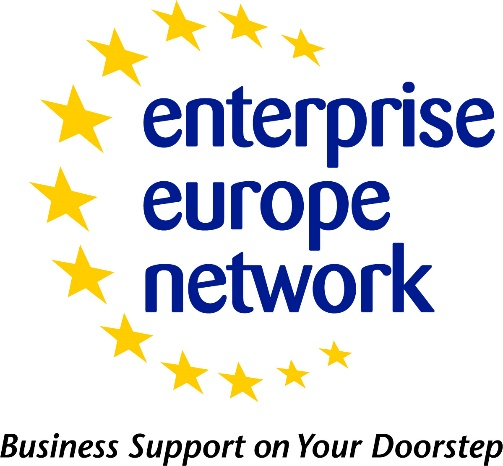 enterprise
europe
network
Business Support on Your Doorstep